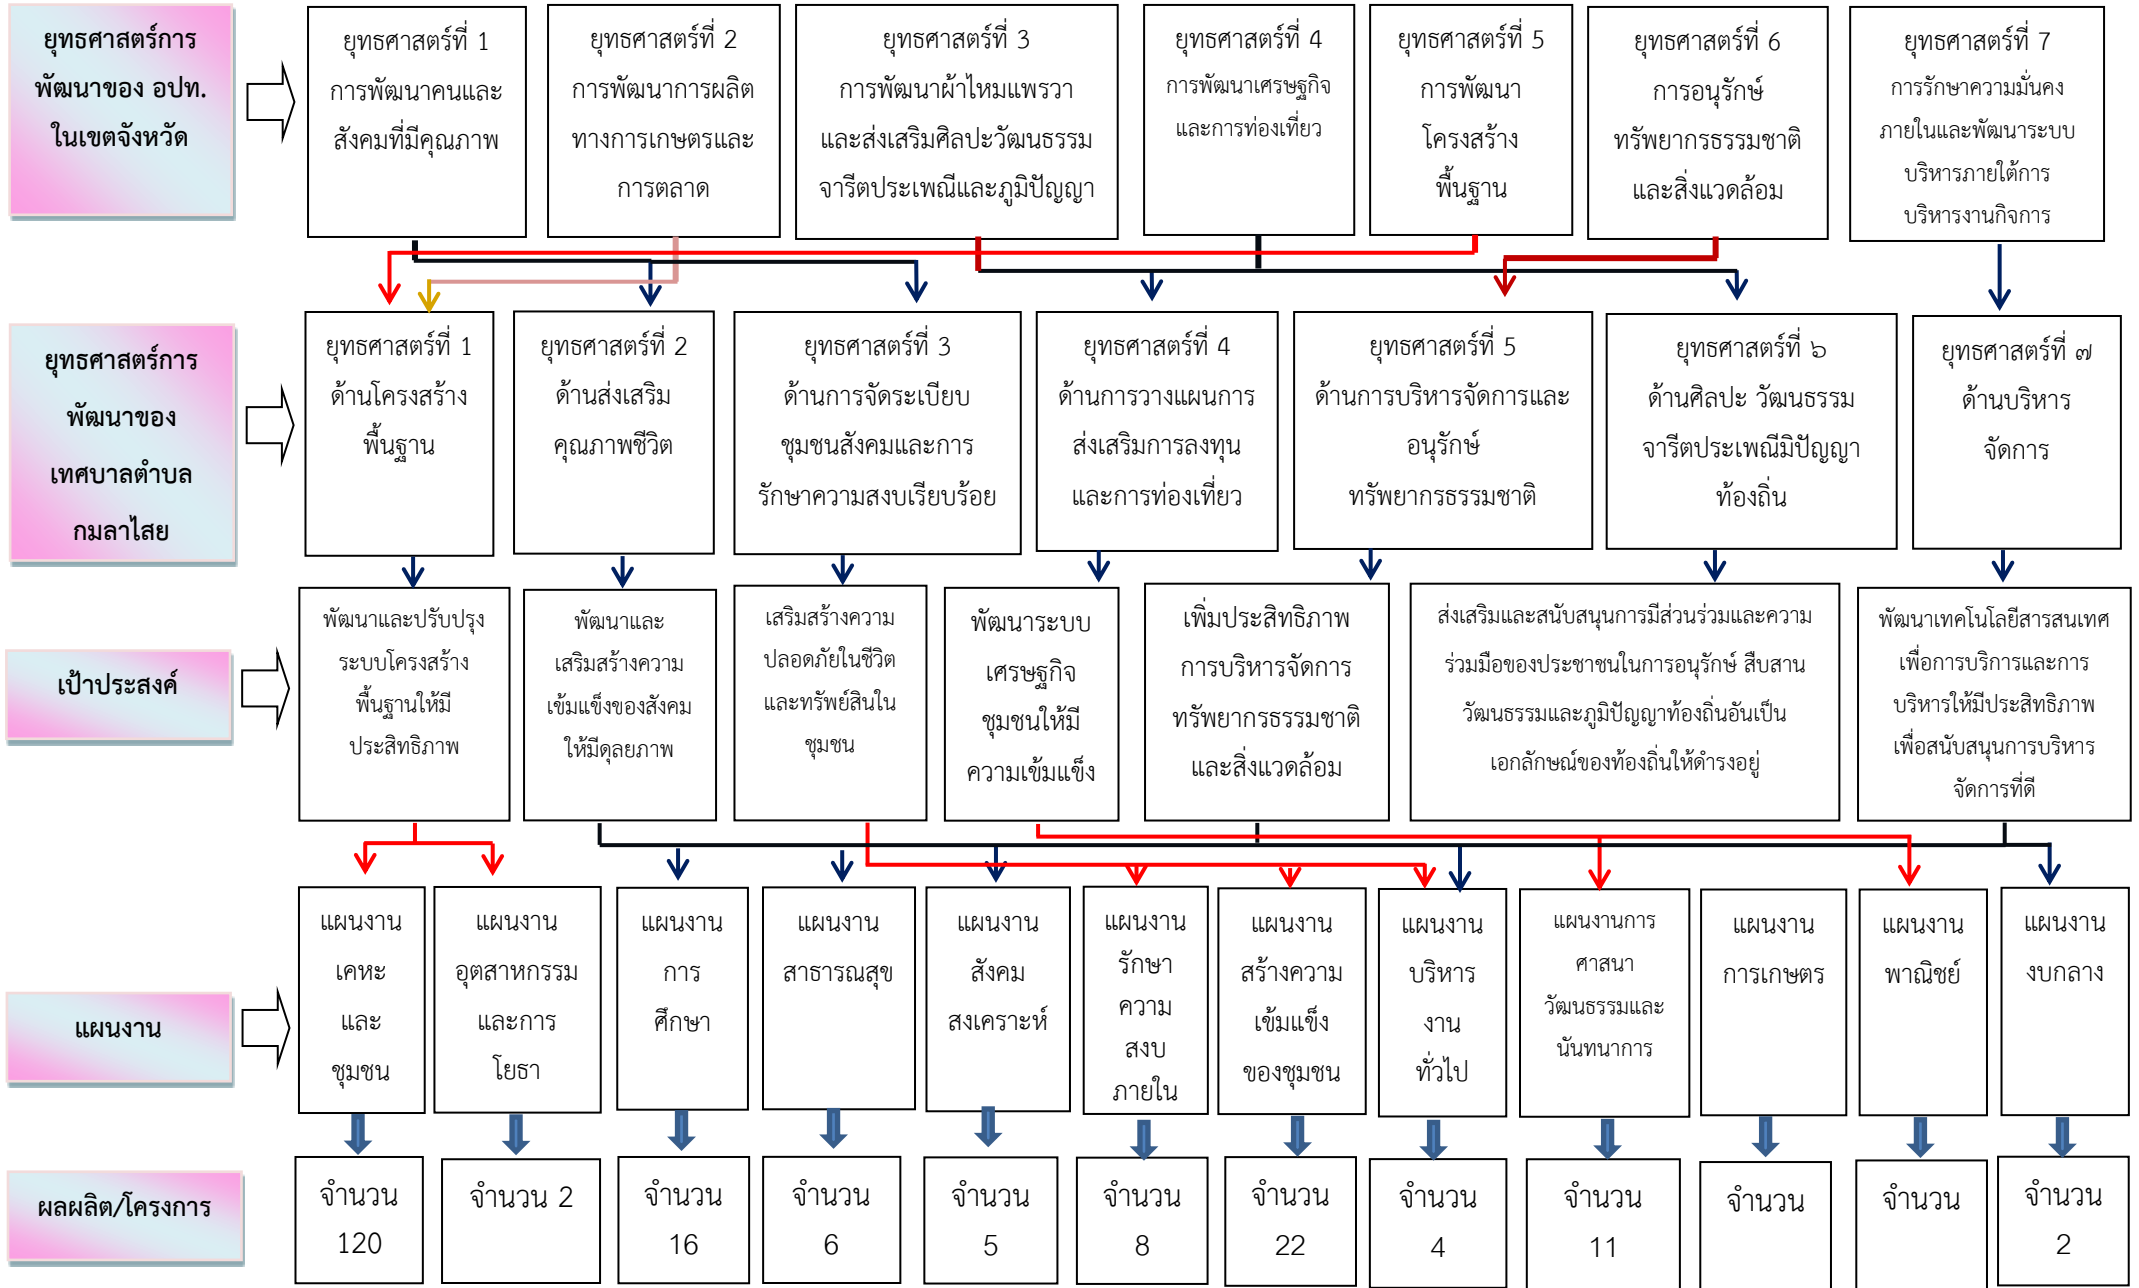 ยุทธศาสตร์การ
พัฒนาของ อปท.
ในเขตจังหวัด
ยุทธศาสตร์ที่ 1
การพัฒนาคนและ
สังคมที่มีคุณภาพ
ยุทธศาสตร์ที่ 2
การพัฒนาการผลิต
ทางการเกษตรและ
การตลาด
ยุทธศาสตร์ที่ 3
การพัฒนาผ้าไหมแพรวา
และส่งเสริมศิลปะวัฒนธรรม
จารีตประเพณีและภูมิปัญญา
ยุทธศาสตร์ที่ 4
การพัฒนาเศรษฐกิจ
และการท่องเที่ยว
ยุทธศาสตร์ที่ 5
การพัฒนา
โครงสร้าง
พื้นฐาน
ยุทธศาสตร์ที่ 6
การอนุรักษ์
ทรัพยากรธรรมชาติ
และสิ่งแวดล้อม
ยุทธศาสตร์ที่ 7
การรักษาความมั่นคง
ภายในและพัฒนาระบบ
บริหารภายใต้การ
บริหารงานกิจการ
ยุทธศาสตร์การ
พัฒนาของ
เทศบาลตำบล
กมลาไสย
ยุทธศาสตร์ที่ 1
ด้านโครงสร้าง
พื้นฐาน
ยุทธศาสตร์ที่ 2
ด้านส่งเสริม
คุณภาพชีวิต
ยุทธศาสตร์ที่ 3
ด้านการจัดระเบียบ
ชุมชนสังคมและการ
รักษาความสงบเรียบร้อย
ยุทธศาสตร์ที่ 4
ด้านการวางแผนการ
ส่งเสริมการลงทุน
และการท่องเที่ยว
ยุทธศาสตร์ที่ 5
ด้านการบริหารจัดการและ
อนุรักษ์
ทรัพยากรธรรมชาติ
ยุทธศาสตร์ที่ ๖
ด้านศิลปะ วัฒนธรรม
จารีตประเพณีมิปัญญา
ท้องถิ่น
ยุทธศาสตร์ที่ ๗
ด้านบริหาร
จัดการ
เป้าประสงค์
พัฒนาและปรับปรุง
ระบบโครงสร้าง
พื้นฐานให้มี
ประสิทธิภาพ
พัฒนาและ
เสริมสร้างความ
เข้มแข็งของสังคม
ให้มีดุลยภาพ
เสริมสร้างความ
ปลอดภัยในชีวิต
และทรัพย์สินใน
ชุมชน
พัฒนาระบบ
เศรษฐกิจ
ชุมชนให้มี
ความเข้มแข็ง
เพิ่มประสิทธิภาพ
การบริหารจัดการ
ทรัพยากรธรรมชาติ
และสิ่งแวดล้อม
ส่งเสริมและสนับสนุนการมีส่วนร่วมและความ
ร่วมมือของประชาชนในการอนุรักษ์ สืบสาน
วัฒนธรรมและภูมิปัญญาท้องถิ่นอันเป็น
เอกลักษณ์ของท้องถิ่นให้ดำรงอยู่
พัฒนาเทคโนโลยีสารสนเทศ
เพื่อการบริการและการ
บริหารให้มีประสิทธิภาพ
เพื่อสนับสนุนการบริหาร
จัดการที่ดี
แผนงาน
แผนงาน
เคหะ
และ
ชุมชน
แผนงาน
อุตสาหกรรม
และการ
โยธา
แผนงาน
การ
ศึกษา
แผนงาน
สาธารณสุข
แผนงาน
สังคม
สงเคราะห์
แผนงาน
รักษา
ความ
สงบ
ภายใน
แผนงาน
สร้างความ
เข้มแข็ง
ของชุมชน
แผนงาน
บริหาร
งาน
ทั่วไป
แผนงานการ
ศาสนา
วัฒนธรรมและ
นันทนาการ
แผนงาน
การเกษตร
แผนงาน
พาณิชย์
แผนงาน
งบกลาง
ผลผลิต/โครงการ
จำนวน
120
จำนวน 2
จำนวน
16
จำนวน
6
จำนวน
5
จำนวน
8
จำนวน
22
จำนวน
4
จำนวน
11
จำนวน
จำนวน
จำนวน
2